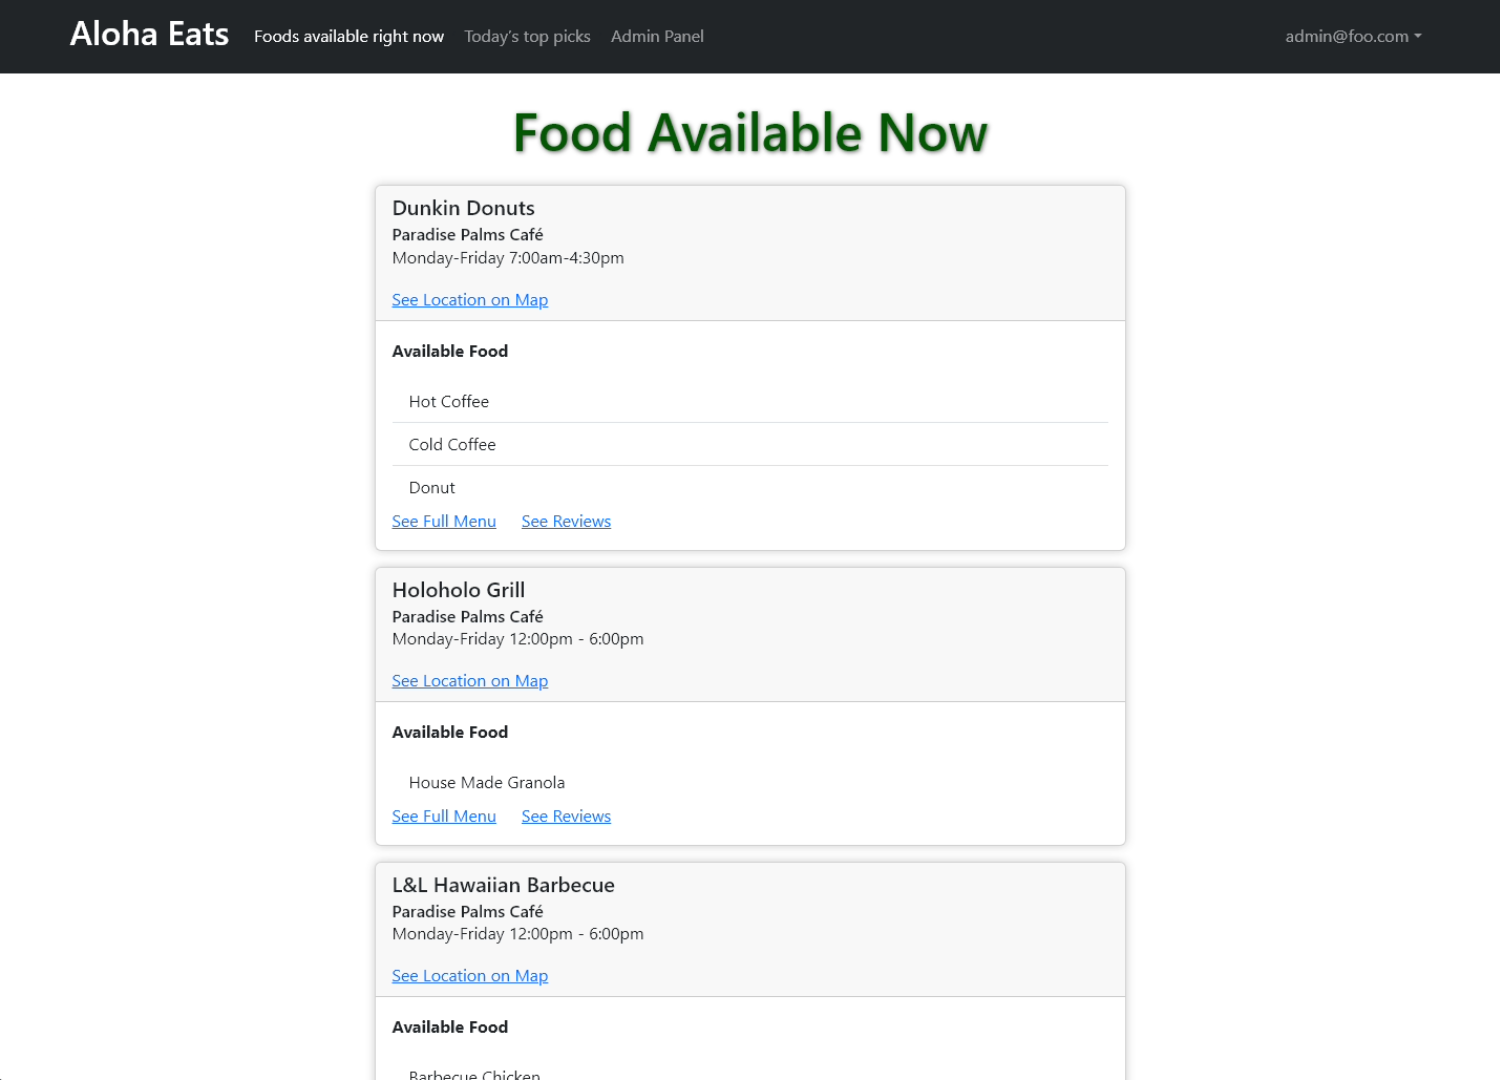 Aloha Eats Foods available right now Today's top picks Admin Panel admin@foo.com
Food Available Now
Dunkin Donuts
Paradise Palms Café
Monday-Friday 7:00am-4:30pm
See Location on Map
Available Food
Hot Coffee
Cold Coffee
Donut
See Full Menu See Reviews
Holoholo Grill
Paradise Palms Café
Monday-Friday 12:00pm - 6:00pm
See Location on Map
Available Food
House Made Granola
See Full Menu See Reviews
L&L Hawaiian Barbecue
Paradise Palms Café
Monday-Friday 12:00pm - 6:00pm
See Location on Map
Available Food
Barbecue Chicken